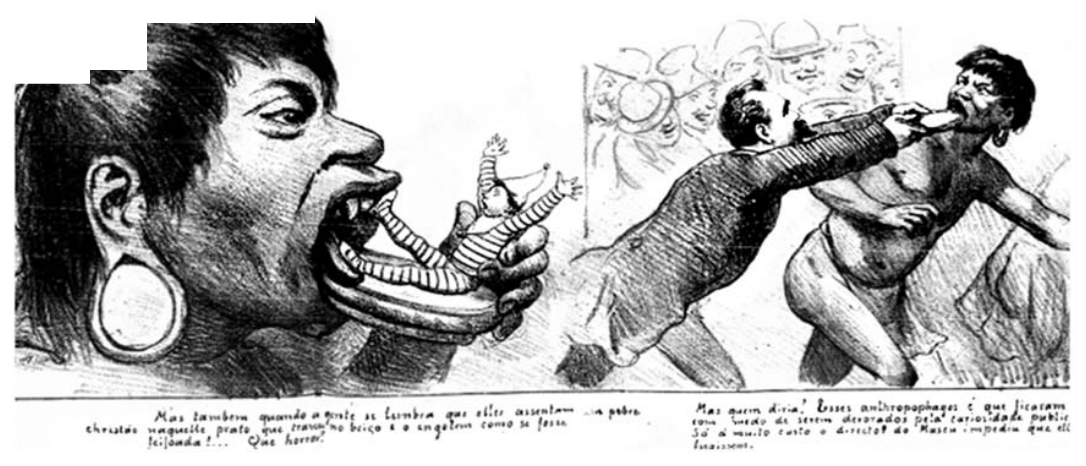 Mas tambem quando a gente se lembra que elles assentam pobre
christão naquelle prato, que trazem no beiço e o engolem como se fosse
feijoada!... Que horror!
Mas quem diria! Esses anthropophagos é que ficaram
com medo de serem devorados pela curiosidade public
Só á muito custo o director do Museu impediu que ell
fugissem.